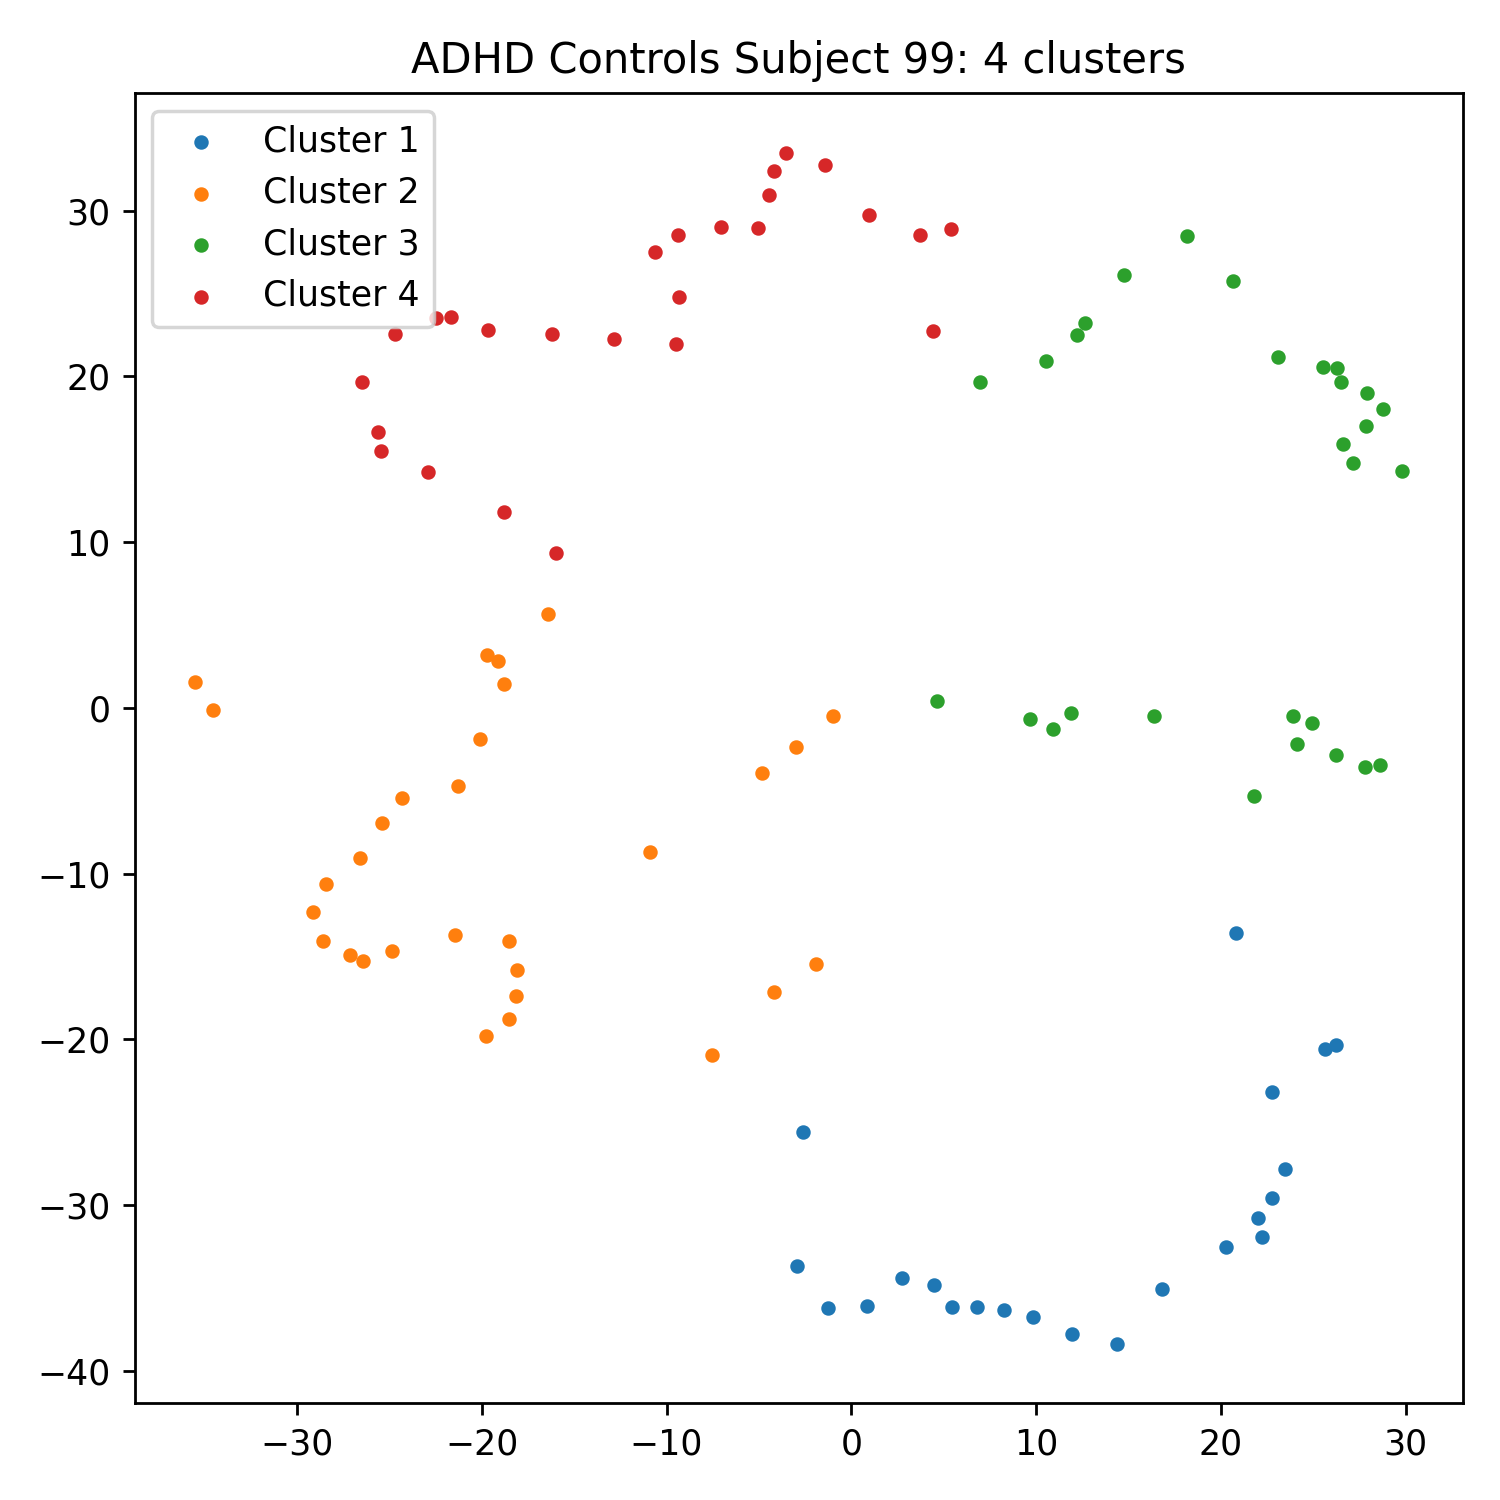 ADHD Controls Subject 99: 4 clusters
Cluster 1
Cluster 2
Cluster 3
Cluster 4
30
20
10
0
−10
−20
−30
−40
−30 −20 −10 0 10 20 30